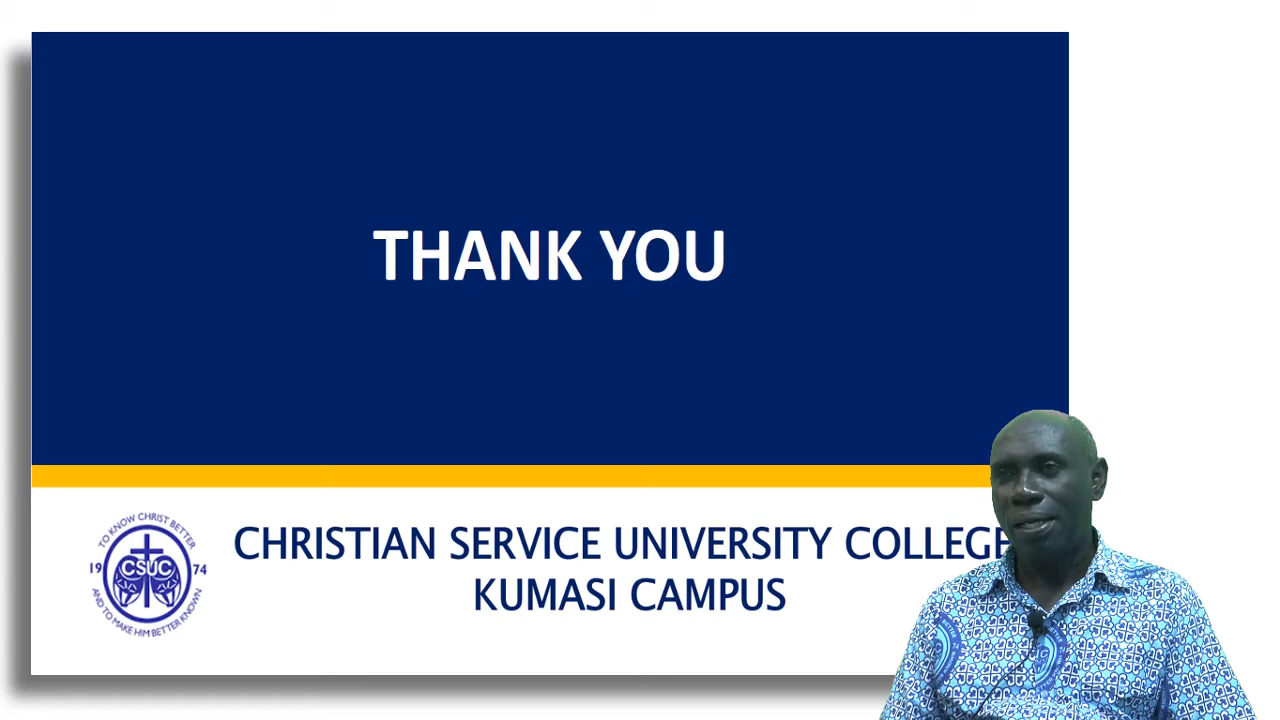 THANK YOU
CHRISTIAN SERVICE UNIVERSITY COLLEGE
KUMASI CAMPUS
TO KNOW CHRIST BETTER
19 CSUC 74
AND TO MAKE HIM BETTER KNOWN